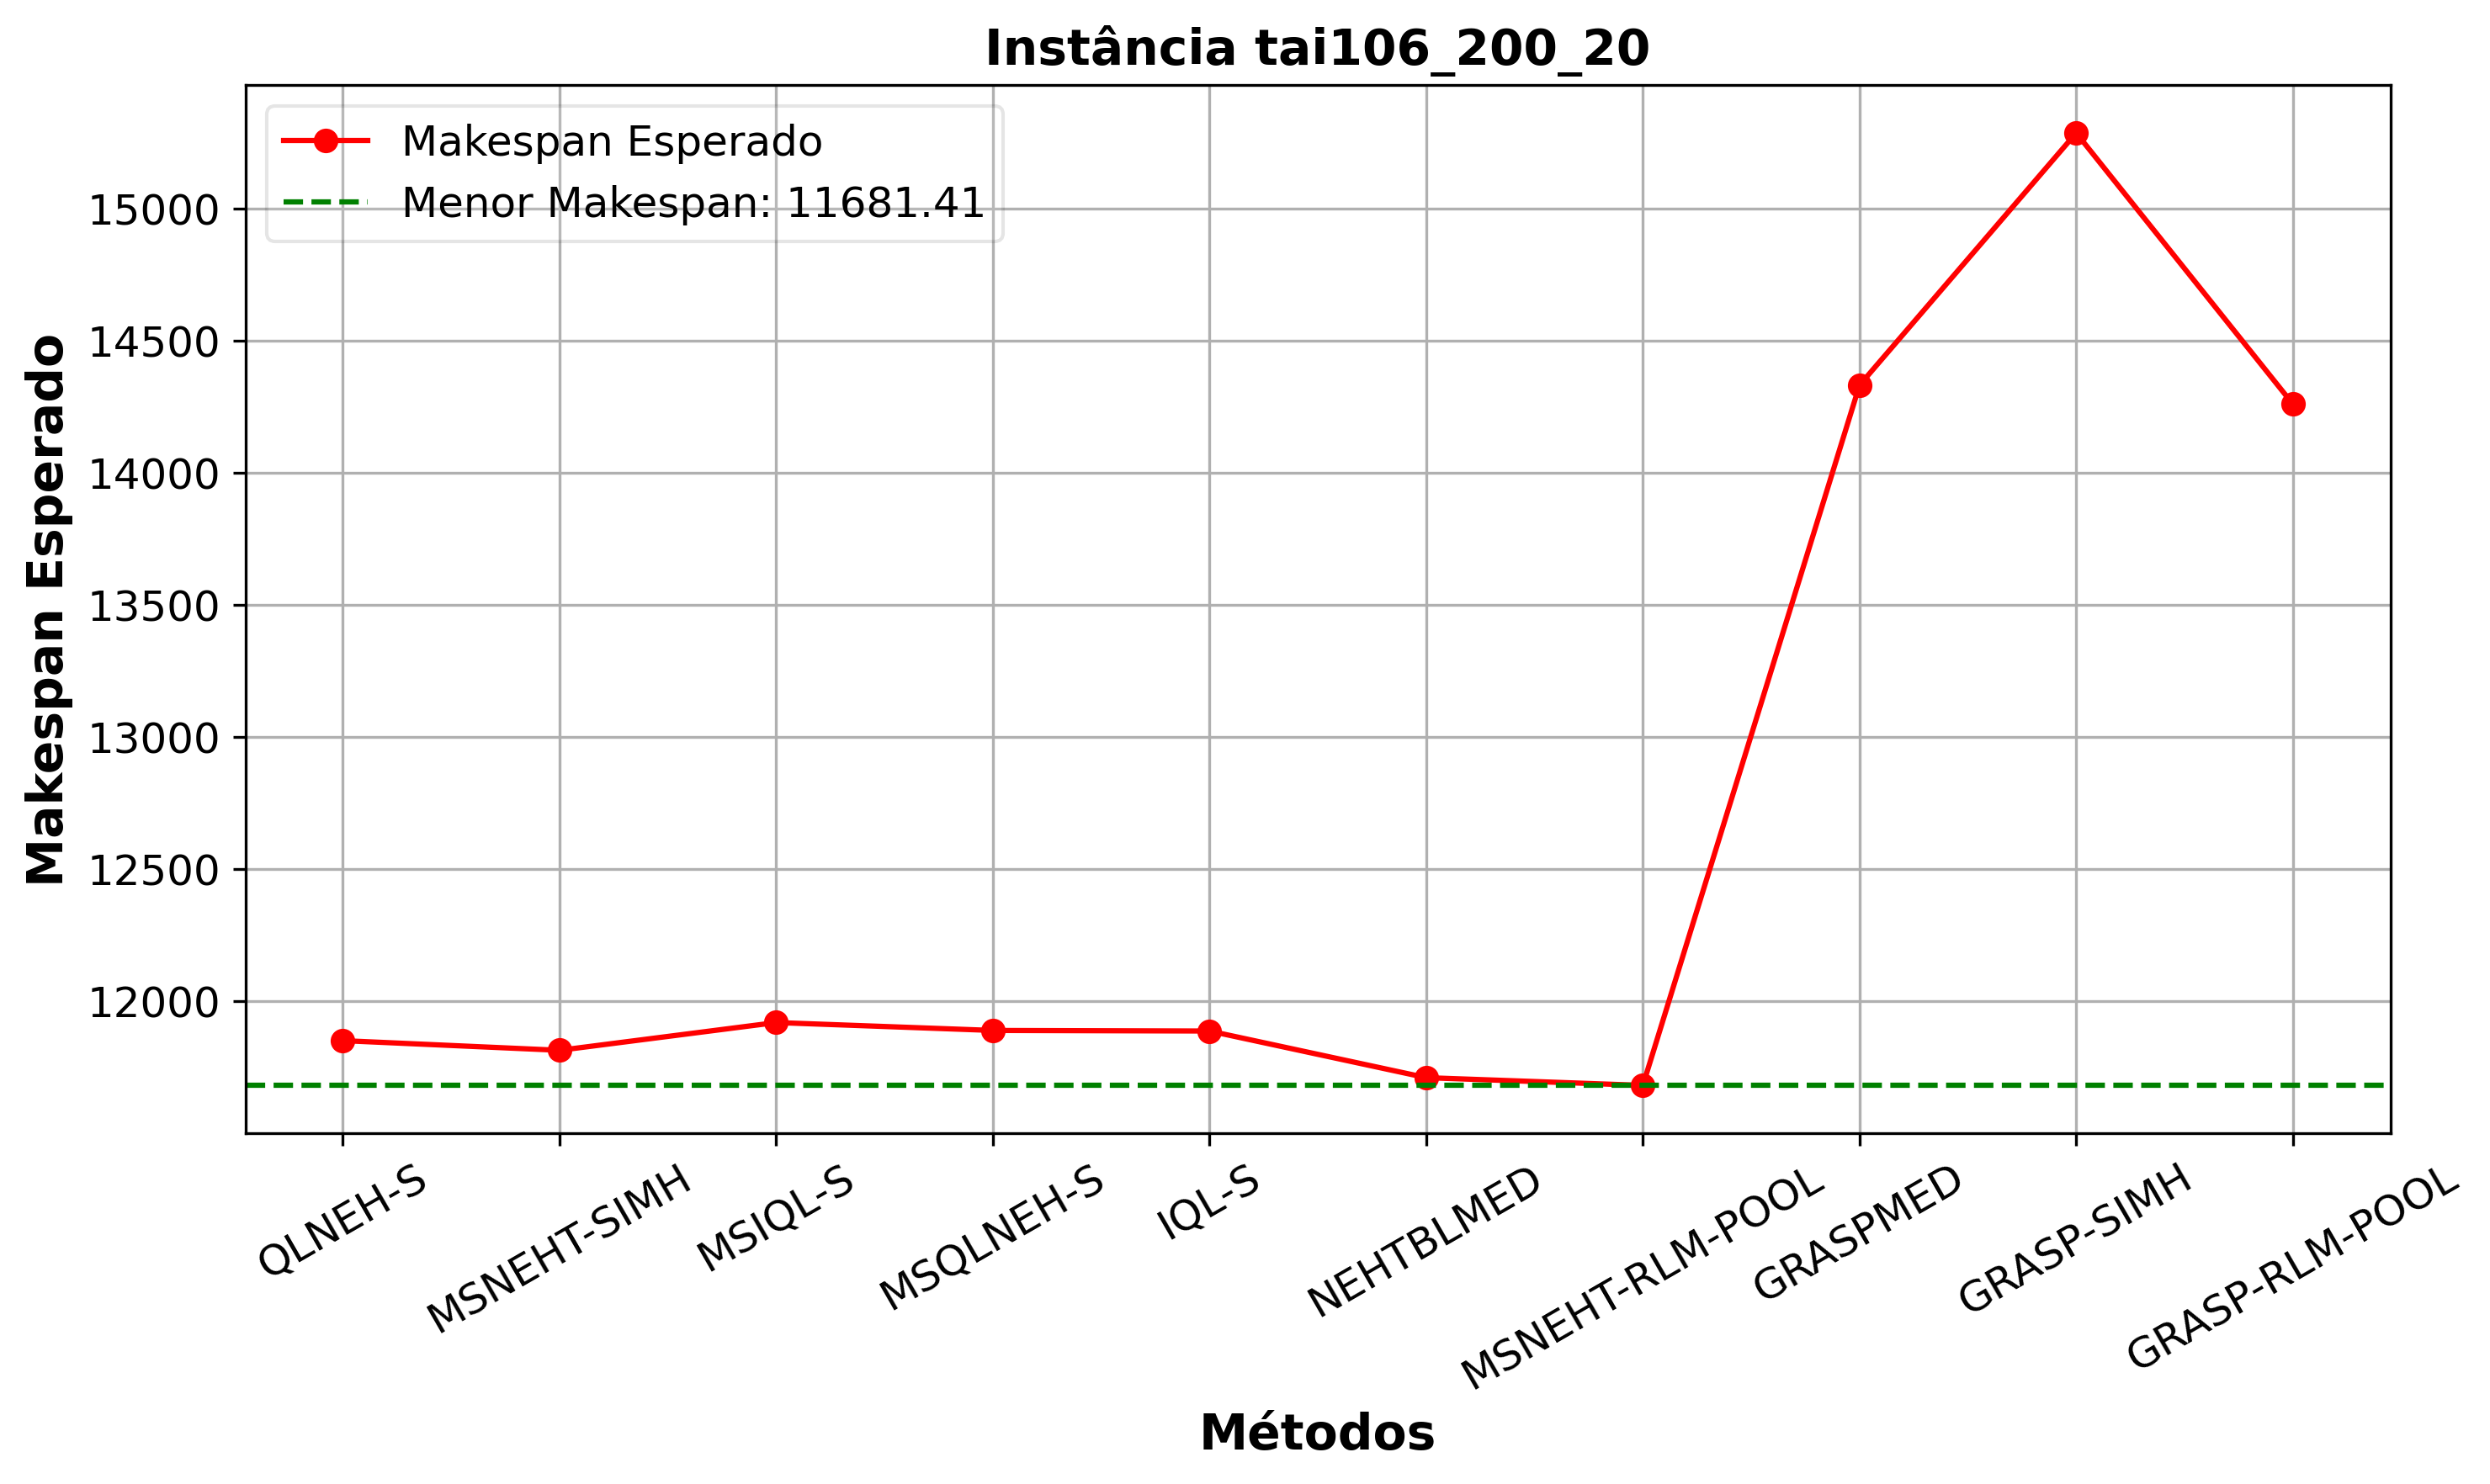 Instância tai106_200_20
Makespan Esperado
Menor Makespan: 11681.41
Makespan Esperado
15000
14500
14000
13500
13000
12500
12000
QLNEH-S
MSNEHT-SIMH
MSIQL-S
MSQLNEH-S
IQL-S
NEHTBLMED
MSNEHT-RLM-POOL
GRASPMED
GRASP-SIMH
GRASP-RLM-POOL
Métodos